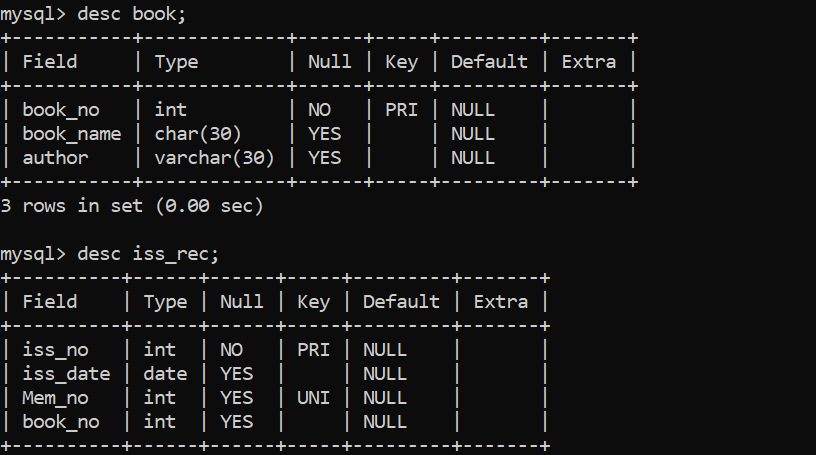 mysql> desc book;
+-----------+-------------+------+-----+---------+-------+
| Field     | Type        | Null | Key | Default | Extra |
+-----------+-------------+------+-----+---------+-------+
| book_no   | int         | NO   | PRI | NULL    |       |
| book_name | char(30)    | YES  |     | NULL    |       |
| author    | varchar(30) | YES  |     | NULL    |       |
+-----------+-------------+------+-----+---------+-------+
3 rows in set (0.00 sec)
mysql> desc iss_rec;
+----------+------+------+-----+---------+-------+
| Field    | Type | Null | Key | Default | Extra |
+----------+------+------+-----+---------+-------+
| iss_no   | int  | NO   | PRI | NULL    |       |
| iss_date | date | YES  |     | NULL    |       |
| Mem_no   | int  | YES  | UNI | NULL    |       |
| book_no  | int  | YES  |     | NULL    |       |
+----------+------+------+-----+---------+-------+